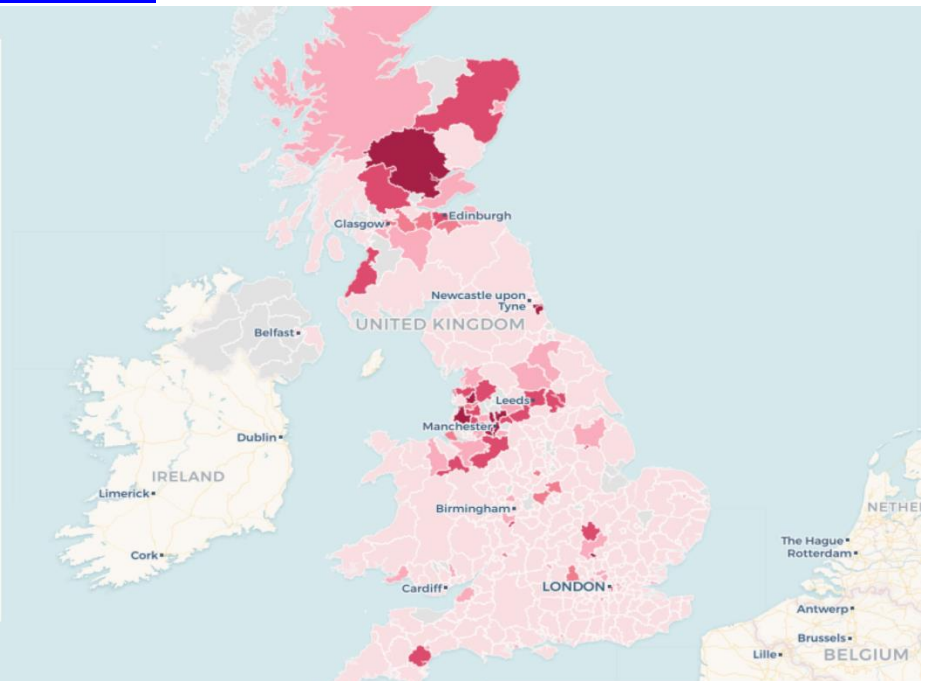 Glasgow
Edinburgh
Newcastle upon
Tyne
UNITED KINGDOM
Belfast
Leeds
Manchester
Dublin
IRELAND
Limerick
Birmingham
NETHE
The Hague
Rotterdam
Cork
Cardiff
LONDON
Antwerp
Brussels
Lille
BELGIUM